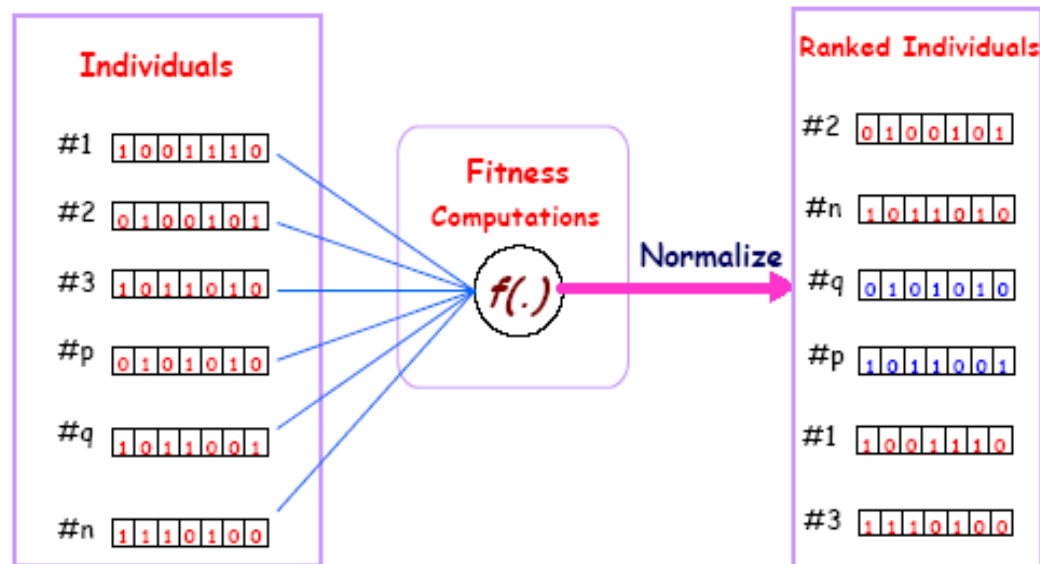 Individuals
#1 1 0 0 1 1 1 0
#2 0 1 0 0 1 0 1
#3 1 0 1 1 0 1 0
#p 0 1 0 1 0 1 0
#q 1 0 1 1 0 0 1
#n 1 1 1 0 1 0 0
Fitness
Computations
f(.)
Normalize
Ranked Individuals
#2 0 1 0 0 1 0 1
#n 1 0 1 1 0 1 0
#q 0 1 0 1 0 1 0
#p 1 0 1 1 0 0 1
#1 1 0 0 1 1 1 0
#3 1 1 1 0 1 0 0